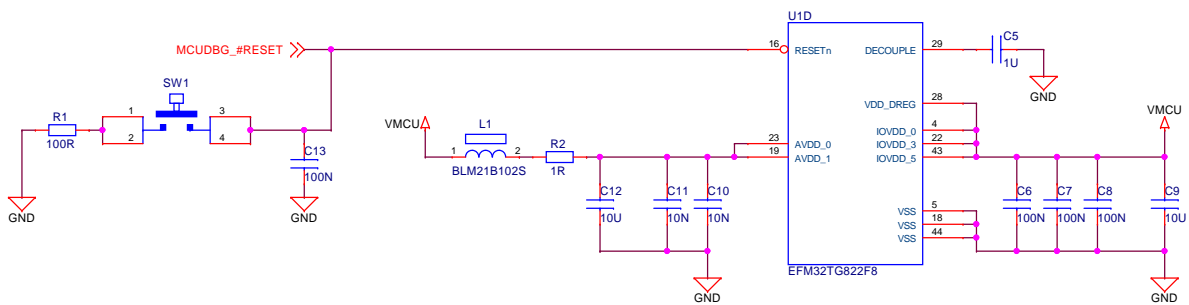 U1D
MCUDBG_#RESET
16
RESETn
DECOUPLE
29
C5
1U
GND
SW1
R1
100R
1
2
3
4
C13
100N
GND
GND
VMCU
L1
1
2
BLM21B102S
R2
1R
23
19
AVDD_0
AVDD_1
C12
10U
C11
10N
C10
10N
GND
VDD_DREG
28
IOVDD_0
4
IOVDD_3
22
IOVDD_5
43
VMCU
C6
100N
C7
100N
C8
100N
C9
10U
VSS
5
VSS
18
VSS
44
GND
EFM32TG822F8